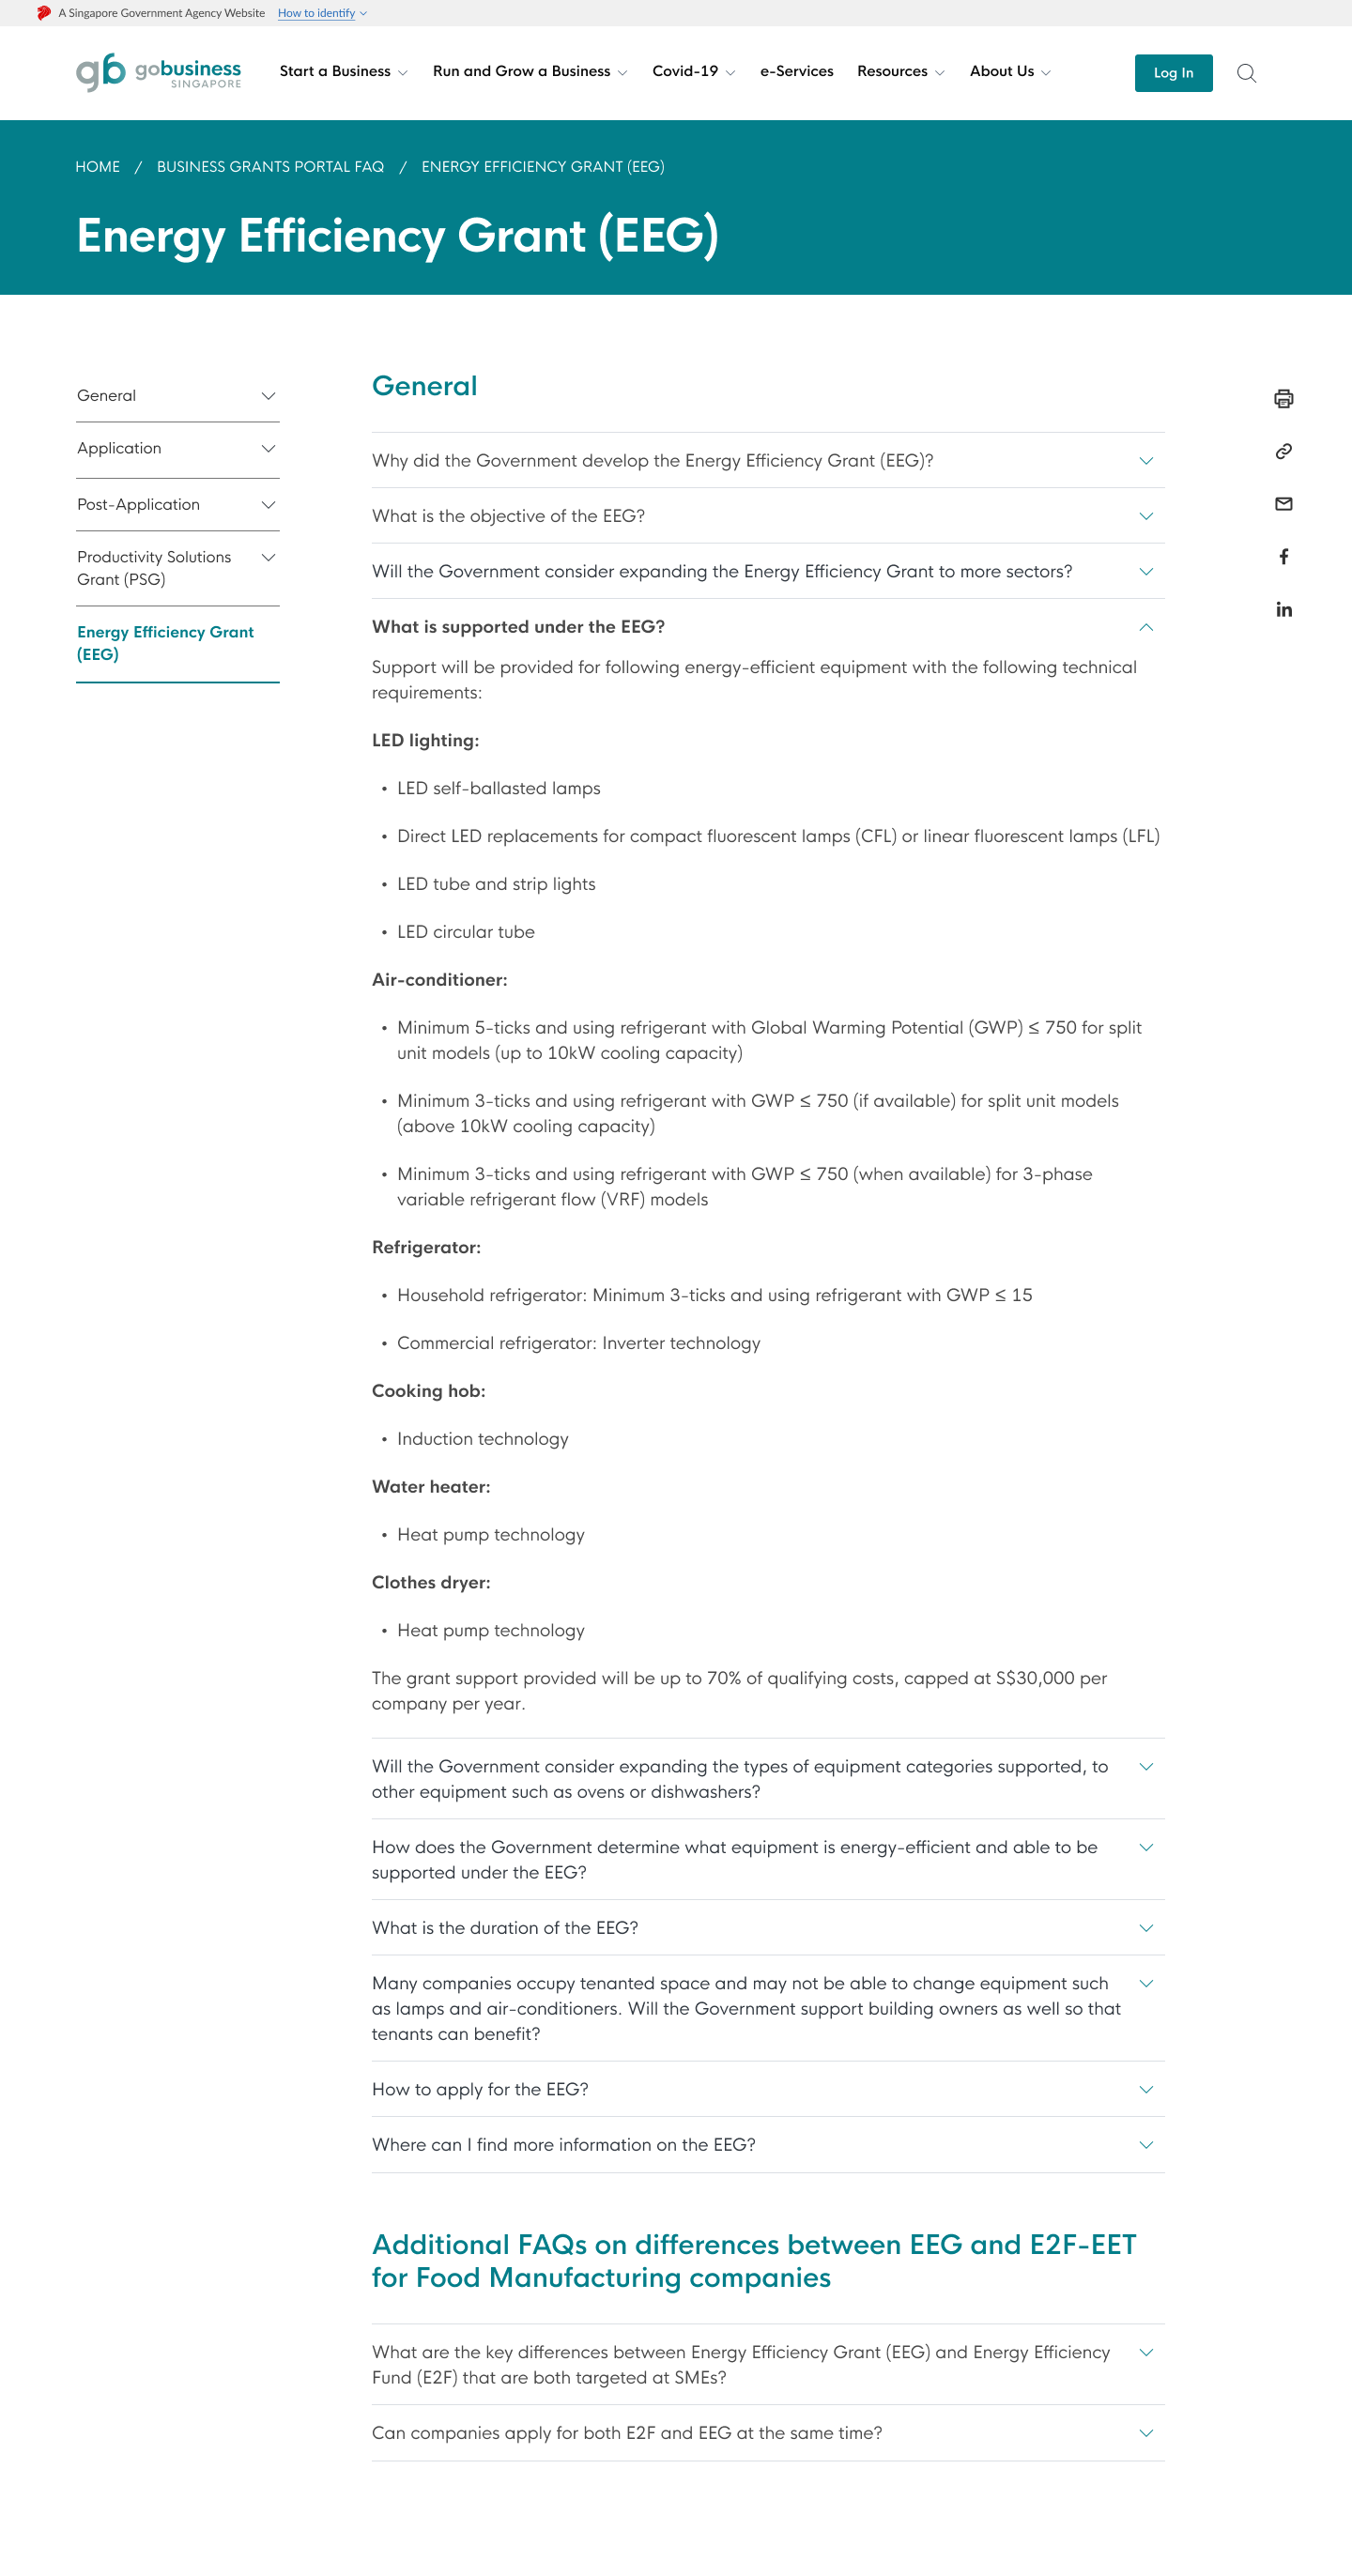 A Singapore Government Agency Website How to identify
gb gobusiness
SINGAPORE
Start a Business Run and Grow a Business Covid-19 e-Services Resources About Us Log In
HOME / BUSINESS GRANTS PORTAL FAQ / ENERGY EFFICIENCY GRANT (EEG)
Energy Efficiency Grant (EEG)
General
Application
Post-Application
Productivity Solutions
Grant (PSG)
Energy Efficiency Grant
(EEG)
General
Why did the Government develop the Energy Efficiency Grant (EEG)?
What is the objective of the EEG?
Will the Government consider expanding the Energy Efficiency Grant to more sectors?
What is supported under the EEG?
Support will be provided for following energy-efficient equipment with the following technical
requirements:
LED lighting:
• LED self-ballasted lamps
• Direct LED replacements for compact fluorescent lamps (CFL) or linear fluorescent lamps (LFL)
• LED tube and strip lights
• LED circular tube
Air-conditioner:
• Minimum 5-ticks and using refrigerant with Global Warming Potential (GWP) ≤ 750 for split
unit models (up to 10kW cooling capacity)
• Minimum 3-ticks and using refrigerant with GWP ≤ 750 (if available) for split unit models
(above 10kW cooling capacity)
• Minimum 3-ticks and using refrigerant with GWP ≤ 750 (when available) for 3-phase
variable refrigerant flow (VRF) models
Refrigerator:
• Household refrigerator: Minimum 3-ticks and using refrigerant with GWP ≤ 15
• Commercial refrigerator: Inverter technology
Cooking hob:
• Induction technology
Water heater:
• Heat pump technology
Clothes dryer:
• Heat pump technology
The grant support provided will be up to 70% of qualifying costs, capped at S$30,000 per
company per year.
Will the Government consider expanding the types of equipment categories supported, to
other equipment such as ovens or dishwashers?
How does the Government determine what equipment is energy-efficient and able to be
supported under the EEG?
What is the duration of the EEG?
Many companies occupy tenanted space and may not be able to change equipment such
as lamps and air-conditioners. Will the Government support building owners as well so that
tenants can benefit?
How to apply for the EEG?
Where can I find more information on the EEG?
Additional FAQs on differences between EEG and E2F-EET
for Food Manufacturing companies
What are the key differences between Energy Efficiency Grant (EEG) and Energy Efficiency
Fund (E2F) that are both targeted at SMEs?
Can companies apply for both E2F and EEG at the same time?